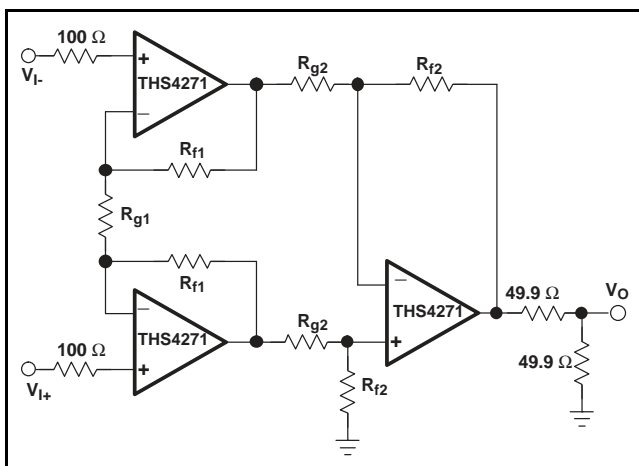 100 Ω
V_I-
+
THS4271
−
R_g2
R_f2
R_f1
R_g1
R_f1
−
THS4271
+
100 Ω
V_I+
R_g2
R_f2
−
THS4271
+
49.9 Ω
V_O
49.9 Ω